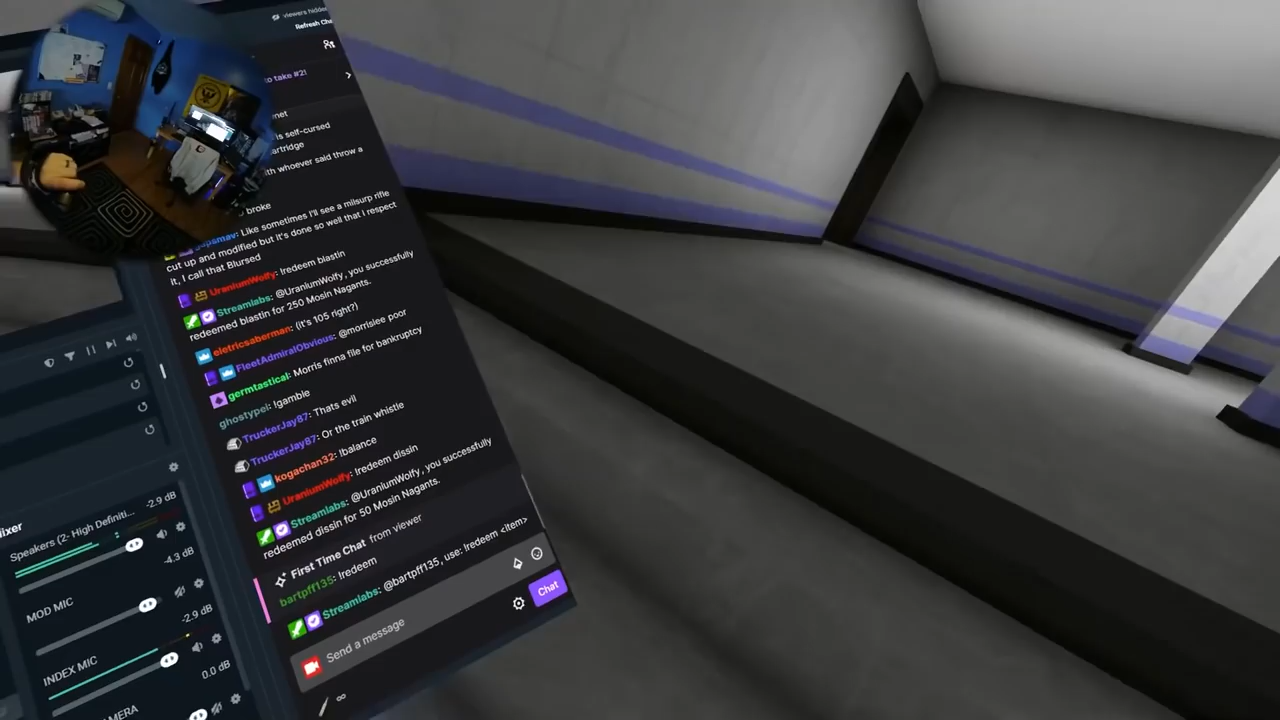 viewers hidden
Refresh Cha
to take #2!
net
is self-cursed
artridge
th whoever said throw a
broke
Like sometimes I'll see a milsurp rifle
cut up and modified but it's done so well that I respect
it, I call that Blursed
UraniumWolfy: !redeem blastin
Streamlabs: @UraniumWolfy, you successfully
redeemed blastin for 250 Mosin Nagants.
eletricsaberman: (it's 105 right?)
FleetAdmiralObvious: @morrislee poor
germtastical: Morris finna file for bankruptcy
ghostypel: !gamble
TruckerJay87: Thats evil
TruckerJay87: Or the train whistle
kogachan32: !balance
UraniumWolfy: !redeem dissin
Streamlabs: @UraniumWolfy, you successfully
redeemed dissin for 50 Mosin Nagants.
First Time Chat from viewer
bartpff135: !redeem
Streamlabs: @bartpff135, use: !redeem <item>
Send a message
Chat
ixer
Speakers (2- High Definiti...
-2.9 dB
-4.3 dB
MOD MIC
-2.9 dB
INDEX MIC
0.0 dB
AMERA